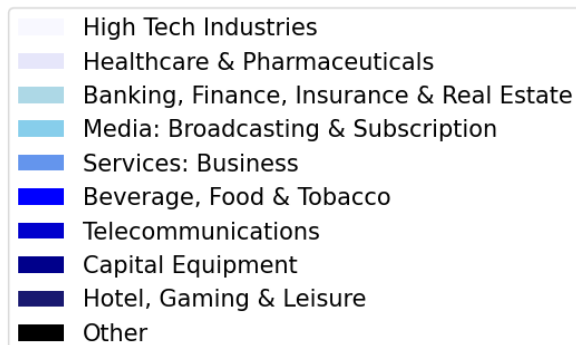 High Tech Industries
Healthcare & Pharmaceuticals
Banking, Finance, Insurance & Real Estate
Media: Broadcasting & Subscription
Services: Business
Beverage, Food & Tobacco
Telecommunications
Capital Equipment
Hotel, Gaming & Leisure
Other